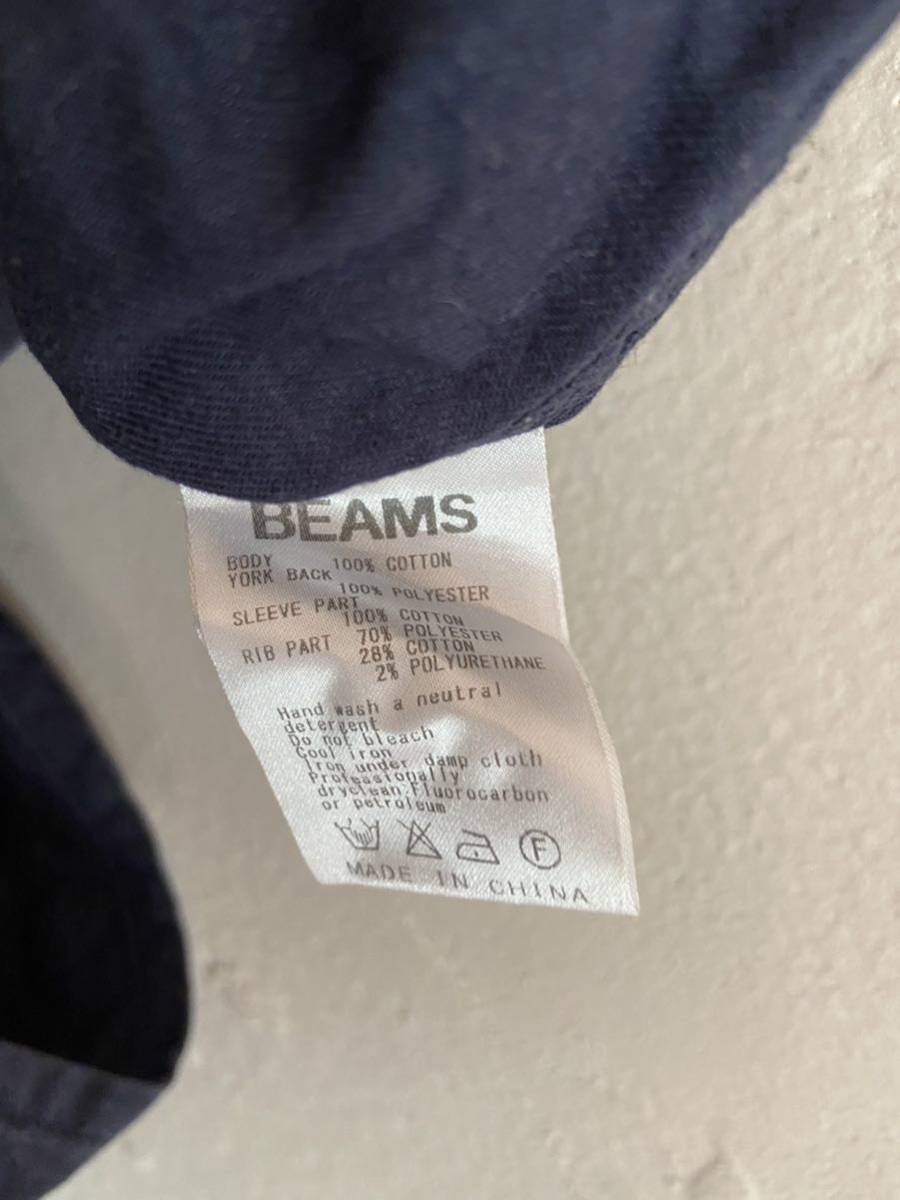 BEAMS
BODY 100% COTTON
YORK BACK
100% POLYESTER
SLEEVE PART
100% COTTON
RIB PART 70% POLYESTER
28% COTTON
2% POLYURETHANE
Hand wash a neutral
detergent
Do not bleach
Cool iron
Iron under damp cloth
Professionally
dryclean.Fluorocarbon
or petroleum
F
MADE IN CHINA